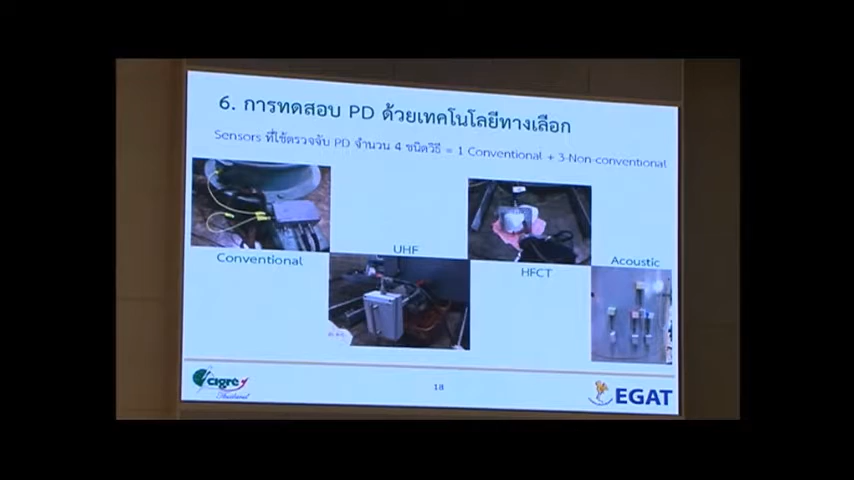 6. การทดสอบ PD ด้วยเทคโนโลยีทางเลือก
Sensors ที่ใช้ตรวจจับ PD จำนวน 4 ชนิดวิธี = 1 Conventional + 3-Non-conventional
Conventional
UHF
HFCT
Acoustic
cigre
Thailand
18
EGAT